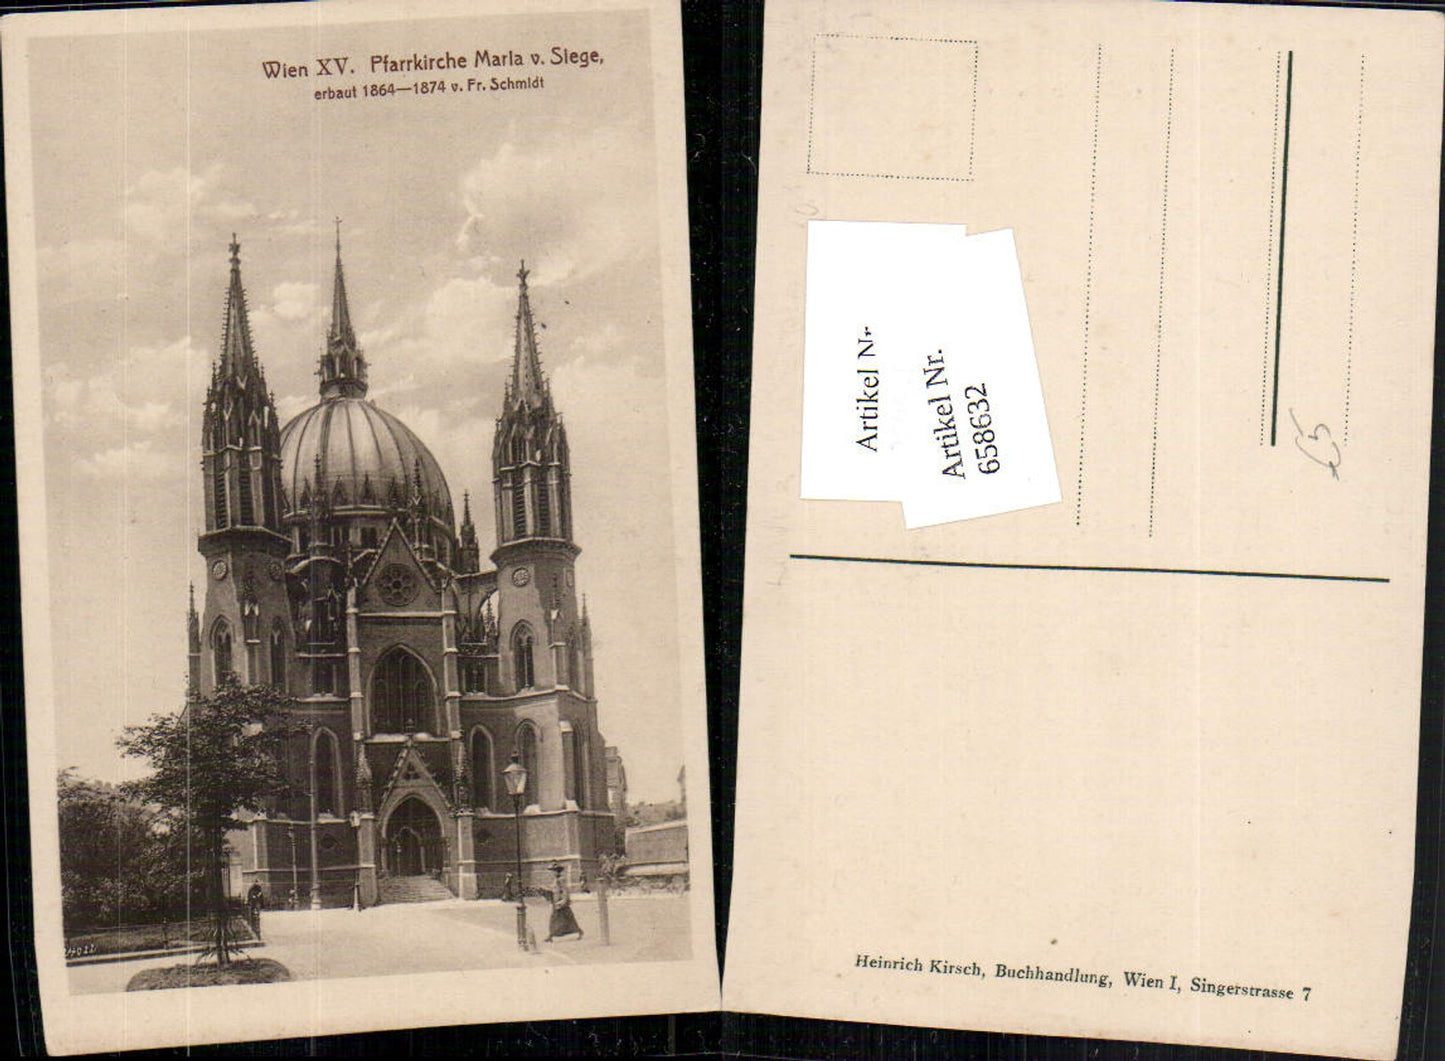 Wien XV. Pfarrkirche Maria v. Siege,
erbaut 1864—1874 v. Fr. Schmidt
Artikel Nr
Artikel Nr.
658632
Heinrich Kirsch, Buchhandlung, Wien I, Singerstrasse 7